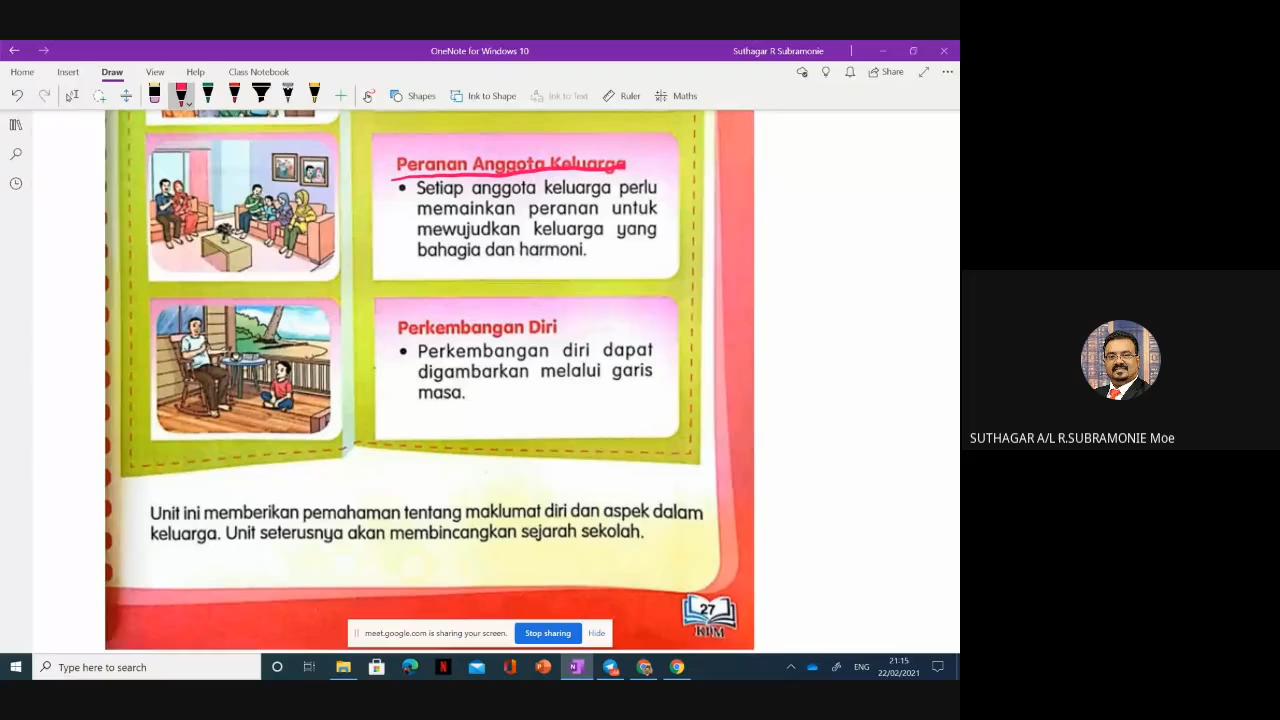 OneNote for Windows 10
Suthagar R Subramonie
Home Insert Draw View Help Class Notebook
Share
Shapes Ink to Shape Ink to Text Ruler Maths
Peranan Anggota Keluarga
• Setiap anggota keluarga perlu
memainkan peranan untuk
mewujudkan keluarga yang
bahagia dan harmoni.
Perkembangan Diri
• Perkembangan diri dapat
digambarkan melalui garis
masa.
Unit ini memberikan pemahaman tentang maklumat diri dan aspek dalam
keluarga. Unit seterusnya akan membincangkan sejarah sekolah.
27
KPM
meet.google.com is sharing your screen. Stop sharing Hide
SUTHAGAR A/L R.SUBRAMONIE Moe
Type here to search
ENG
21:15
22/02/2021